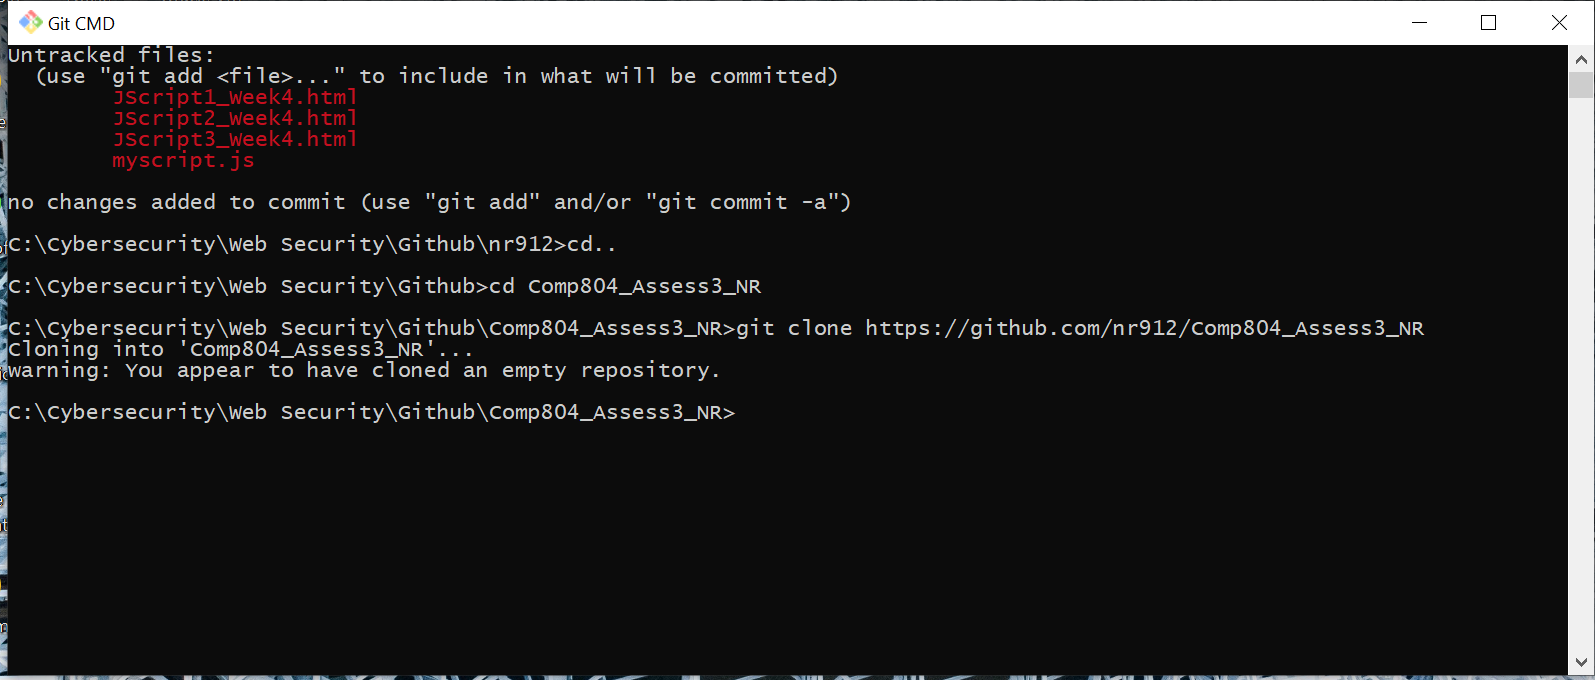 Git CMD
Untracked files:
(use "git add <file>..." to include in what will be committed)
JScript1_Week4.html
JScript2_Week4.html
JScript3_Week4.html
myscript.js
no changes added to commit (use "git add" and/or "git commit -a")
C:\Cybersecurity\Web Security\Github\nr912>cd..
C:\Cybersecurity\Web Security\Github>cd Comp804_Assess3_NR
C:\Cybersecurity\Web Security\Github\Comp804_Assess3_NR>git clone https://github.com/nr912/Comp804_Assess3_NR
Cloning into 'Comp804_Assess3_NR'...
warning: You appear to have cloned an empty repository.
C:\Cybersecurity\Web Security\Github\Comp804_Assess3_NR>